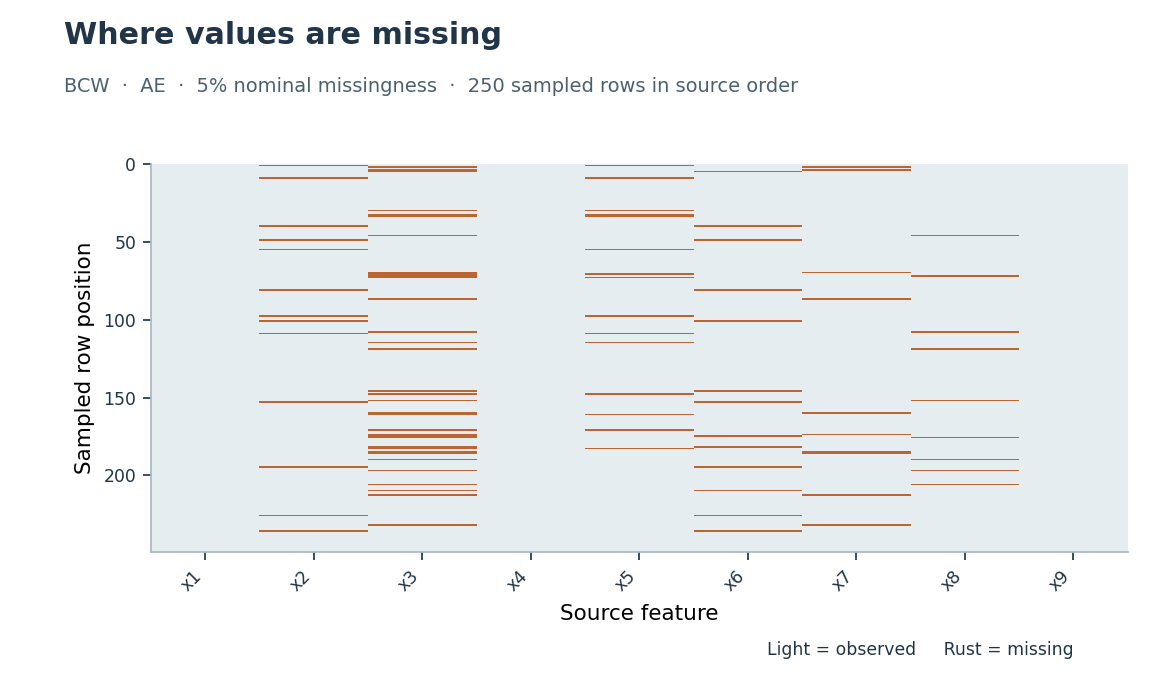 Where values are missing
BCW · AE · 5% nominal missingness · 250 sampled rows in source order
0
50
100
150
200
Sampled row position
x1 x2 x3 x4 x5 x6 x7 x8 x9
Source feature
Light = observed Rust = missing